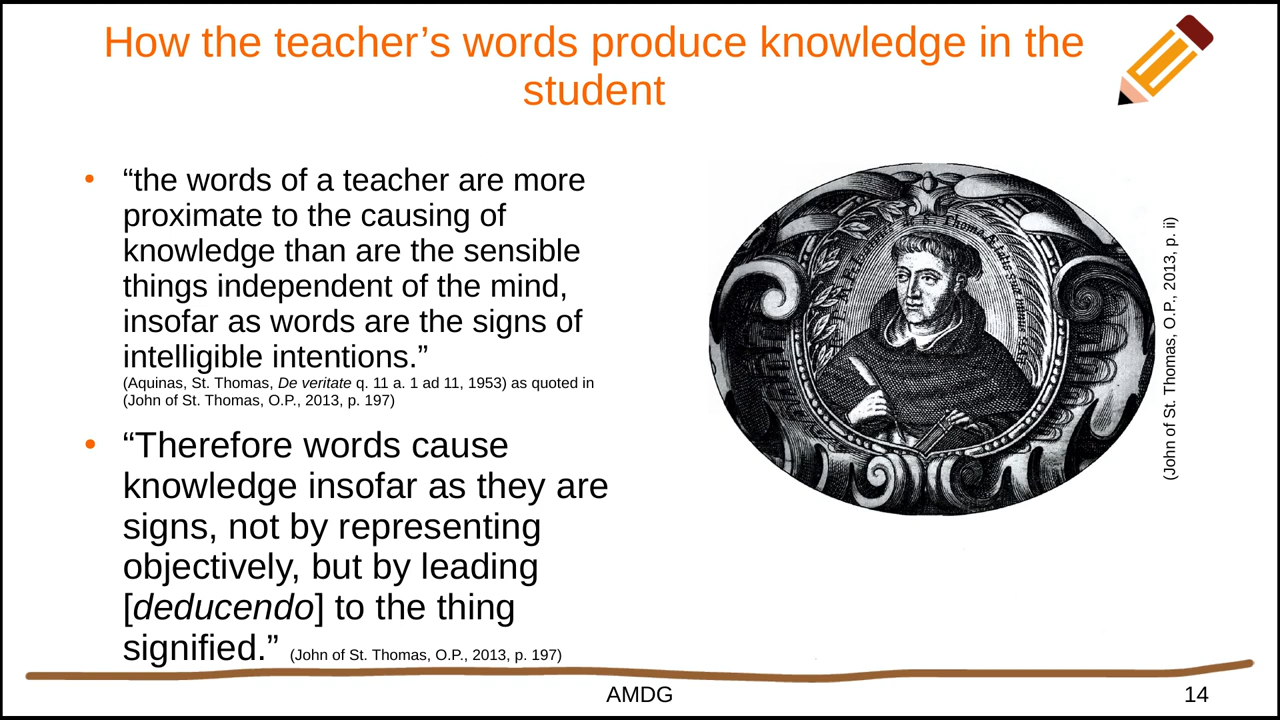 How the teacher’s words produce knowledge in the
student
“the words of a teacher are more
proximate to the causing of
knowledge than are the sensible
things independent of the mind,
insofar as words are the signs of
intelligible intentions.”
(Aquinas, St. Thomas, De veritate q. 11 a. 1 ad 11, 1953) as quoted in
(John of St. Thomas, O.P., 2013, p. 197)
“Therefore words cause
knowledge insofar as they are
signs, not by representing
objectively, but by leading
[deducendo] to the thing
signified.” (John of St. Thomas, O.P., 2013, p. 197)
(John of St. Thomas, O.P., 2013, p. ii)
AMDG
14